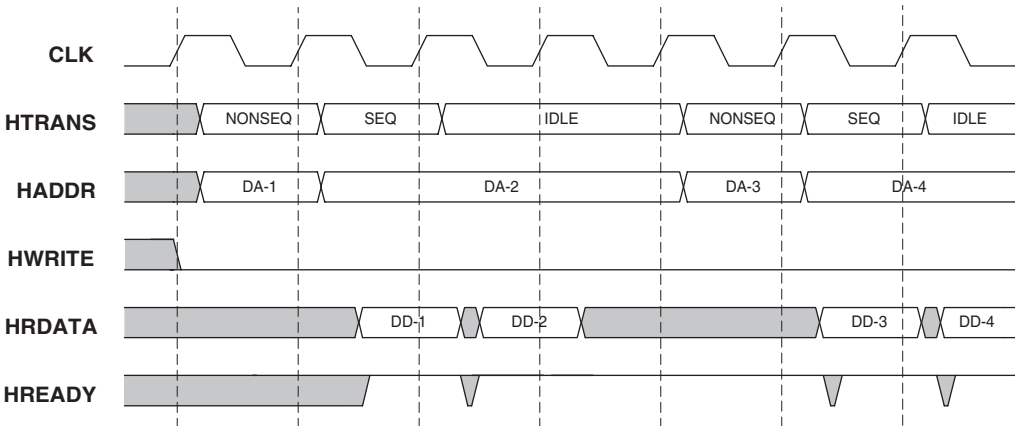 CLK
HTRANS NONSEQ SEQ IDLE NONSEQ SEQ IDLE
HADDR DA-1 DA-2 DA-3 DA-4
HWRITE
HRDATA DD-1 DD-2 DD-3 DD-4
HREADY